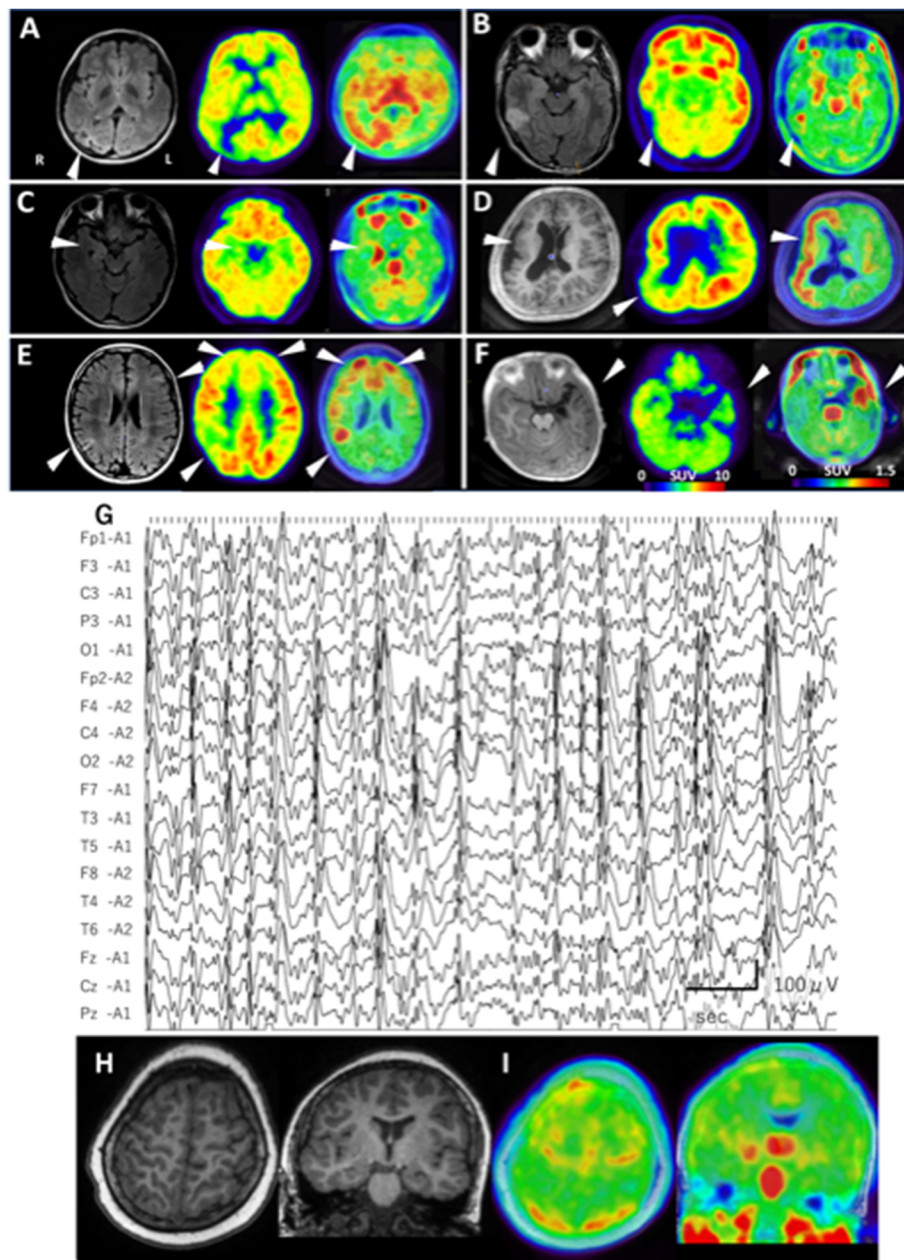 A
B
R
L
C
D
E
F
0 SUV 10
0 SUV 1.5
G
Fp1-A1
F3 -A1
C3 -A1
P3 -A1
O1 -A1
Fp2-A2
F4 -A2
C4 -A2
O2 -A2
F7 -A1
T3 -A1
T5 -A1
F8 -A2
T4 -A2
T6 -A2
Fz -A1
Cz -A1
Pz -A1
100 μV
sec
H
I